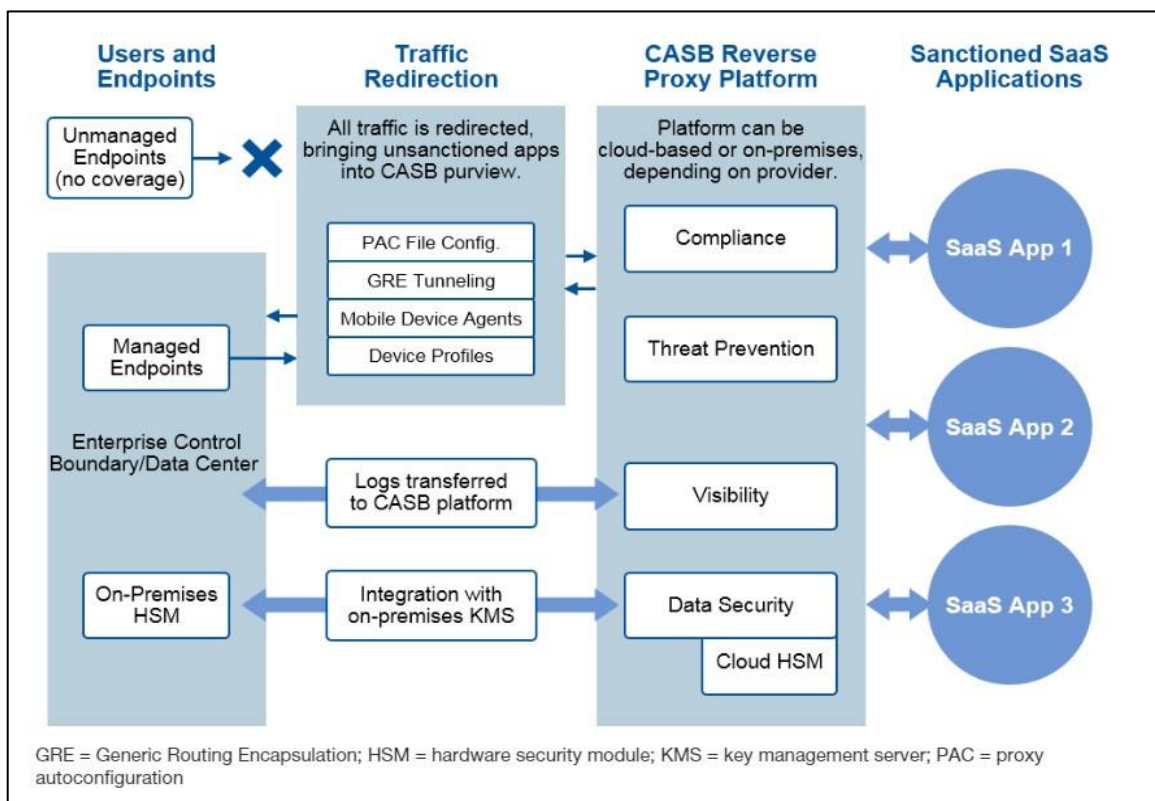 Users and
Endpoints
Traffic
Redirection
CASB Reverse
Proxy Platform
Sanctioned SaaS
Applications
Unmanaged
Endpoints
(no coverage)
All traffic is redirected,
bringing unsanctioned apps
into CASB purview.
Platform can be
cloud-based or on-premises,
depending on provider.
PAC File Config.
GRE Tunneling
Mobile Device Agents
Device Profiles
Compliance
SaaS App 1
Managed
Endpoints
Threat Prevention
Enterprise Control
Boundary/Data Center
SaaS App 2
Logs transferred
to CASB platform
Visibility
On-Premises
HSM
Integration with
on-premises KMS
Data Security
Cloud HSM
SaaS App 3
GRE = Generic Routing Encapsulation; HSM = hardware security module; KMS = key management server; PAC = proxy
autoconfiguration